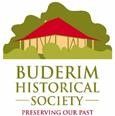 BUDERIM
HISTORICAL
SOCIETY
PRESERVING OUR PAST